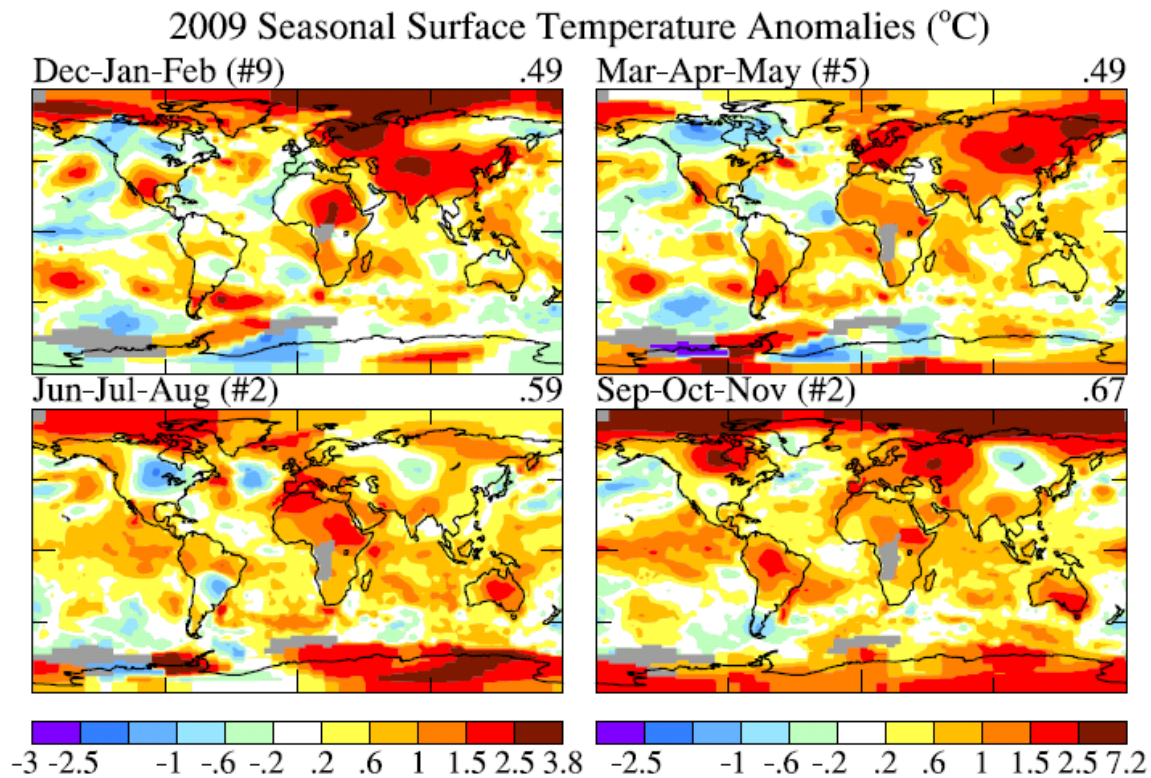 2009 Seasonal Surface Temperature Anomalies (°C)
Dec-Jan-Feb (#9) .49
Mar-Apr-May (#5) .49
Jun-Jul-Aug (#2) .59
Sep-Oct-Nov (#2) .67
-3 -2.5 -1 -.6 -.2 .2 .6 1 1.5 2.5 3.8
-2.5 -1 -.6 -.2 .2 .6 1 1.5 2.5 7.2